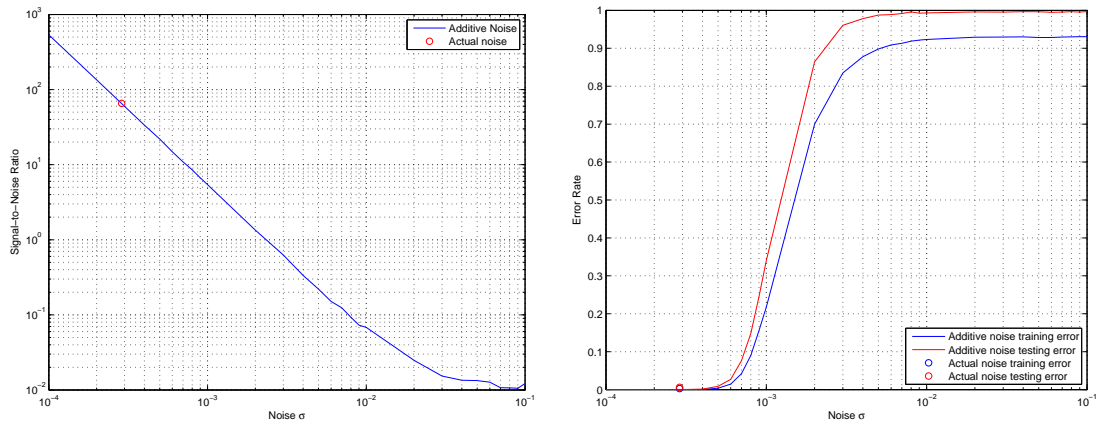 10^3
10^2
10^1
10^0
10^-1
10^-2
Signal-to-Noise Ratio
Additive Noise
Actual noise
10^-4
10^-3
10^-2
10^-1
Noise σ
1
0.9
0.8
0.7
0.6
0.5
0.4
0.3
0.2
0.1
0
Error Rate
Additive noise training error
Additive noise testing error
Actual noise training error
Actual noise testing error
10^-4
10^-3
10^-2
10^-1
Noise σ